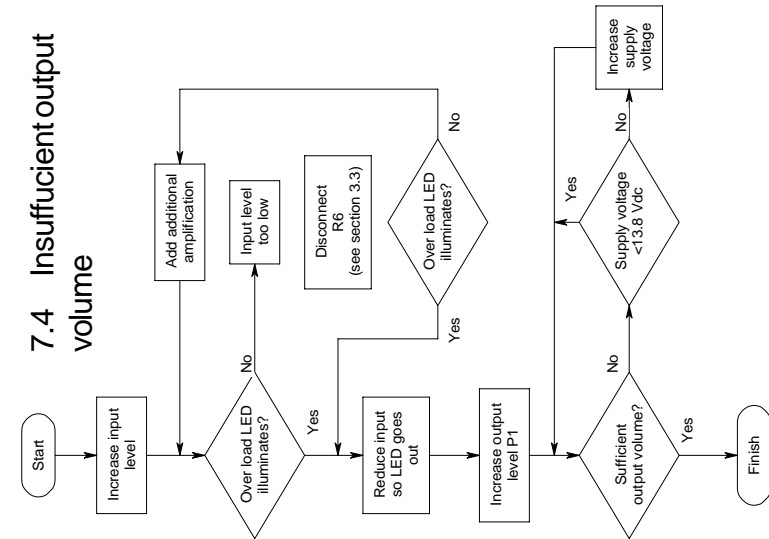 7.4 Insuffucient output
volume
Start
Increase input
level
Over load LED
illuminates?
No
Yes
Add additional
amplification
Input level
too low
Disconnect
R6
(see section 3.3)
Over load LED
illuminates?
No
Yes
Reduce input
so LED goes
out
Increase output
level P1
Sufficient
output volume?
No
Yes
Supply voltage
<13.8 Vdc
No
Yes
Increase
supply
voltage
Finish